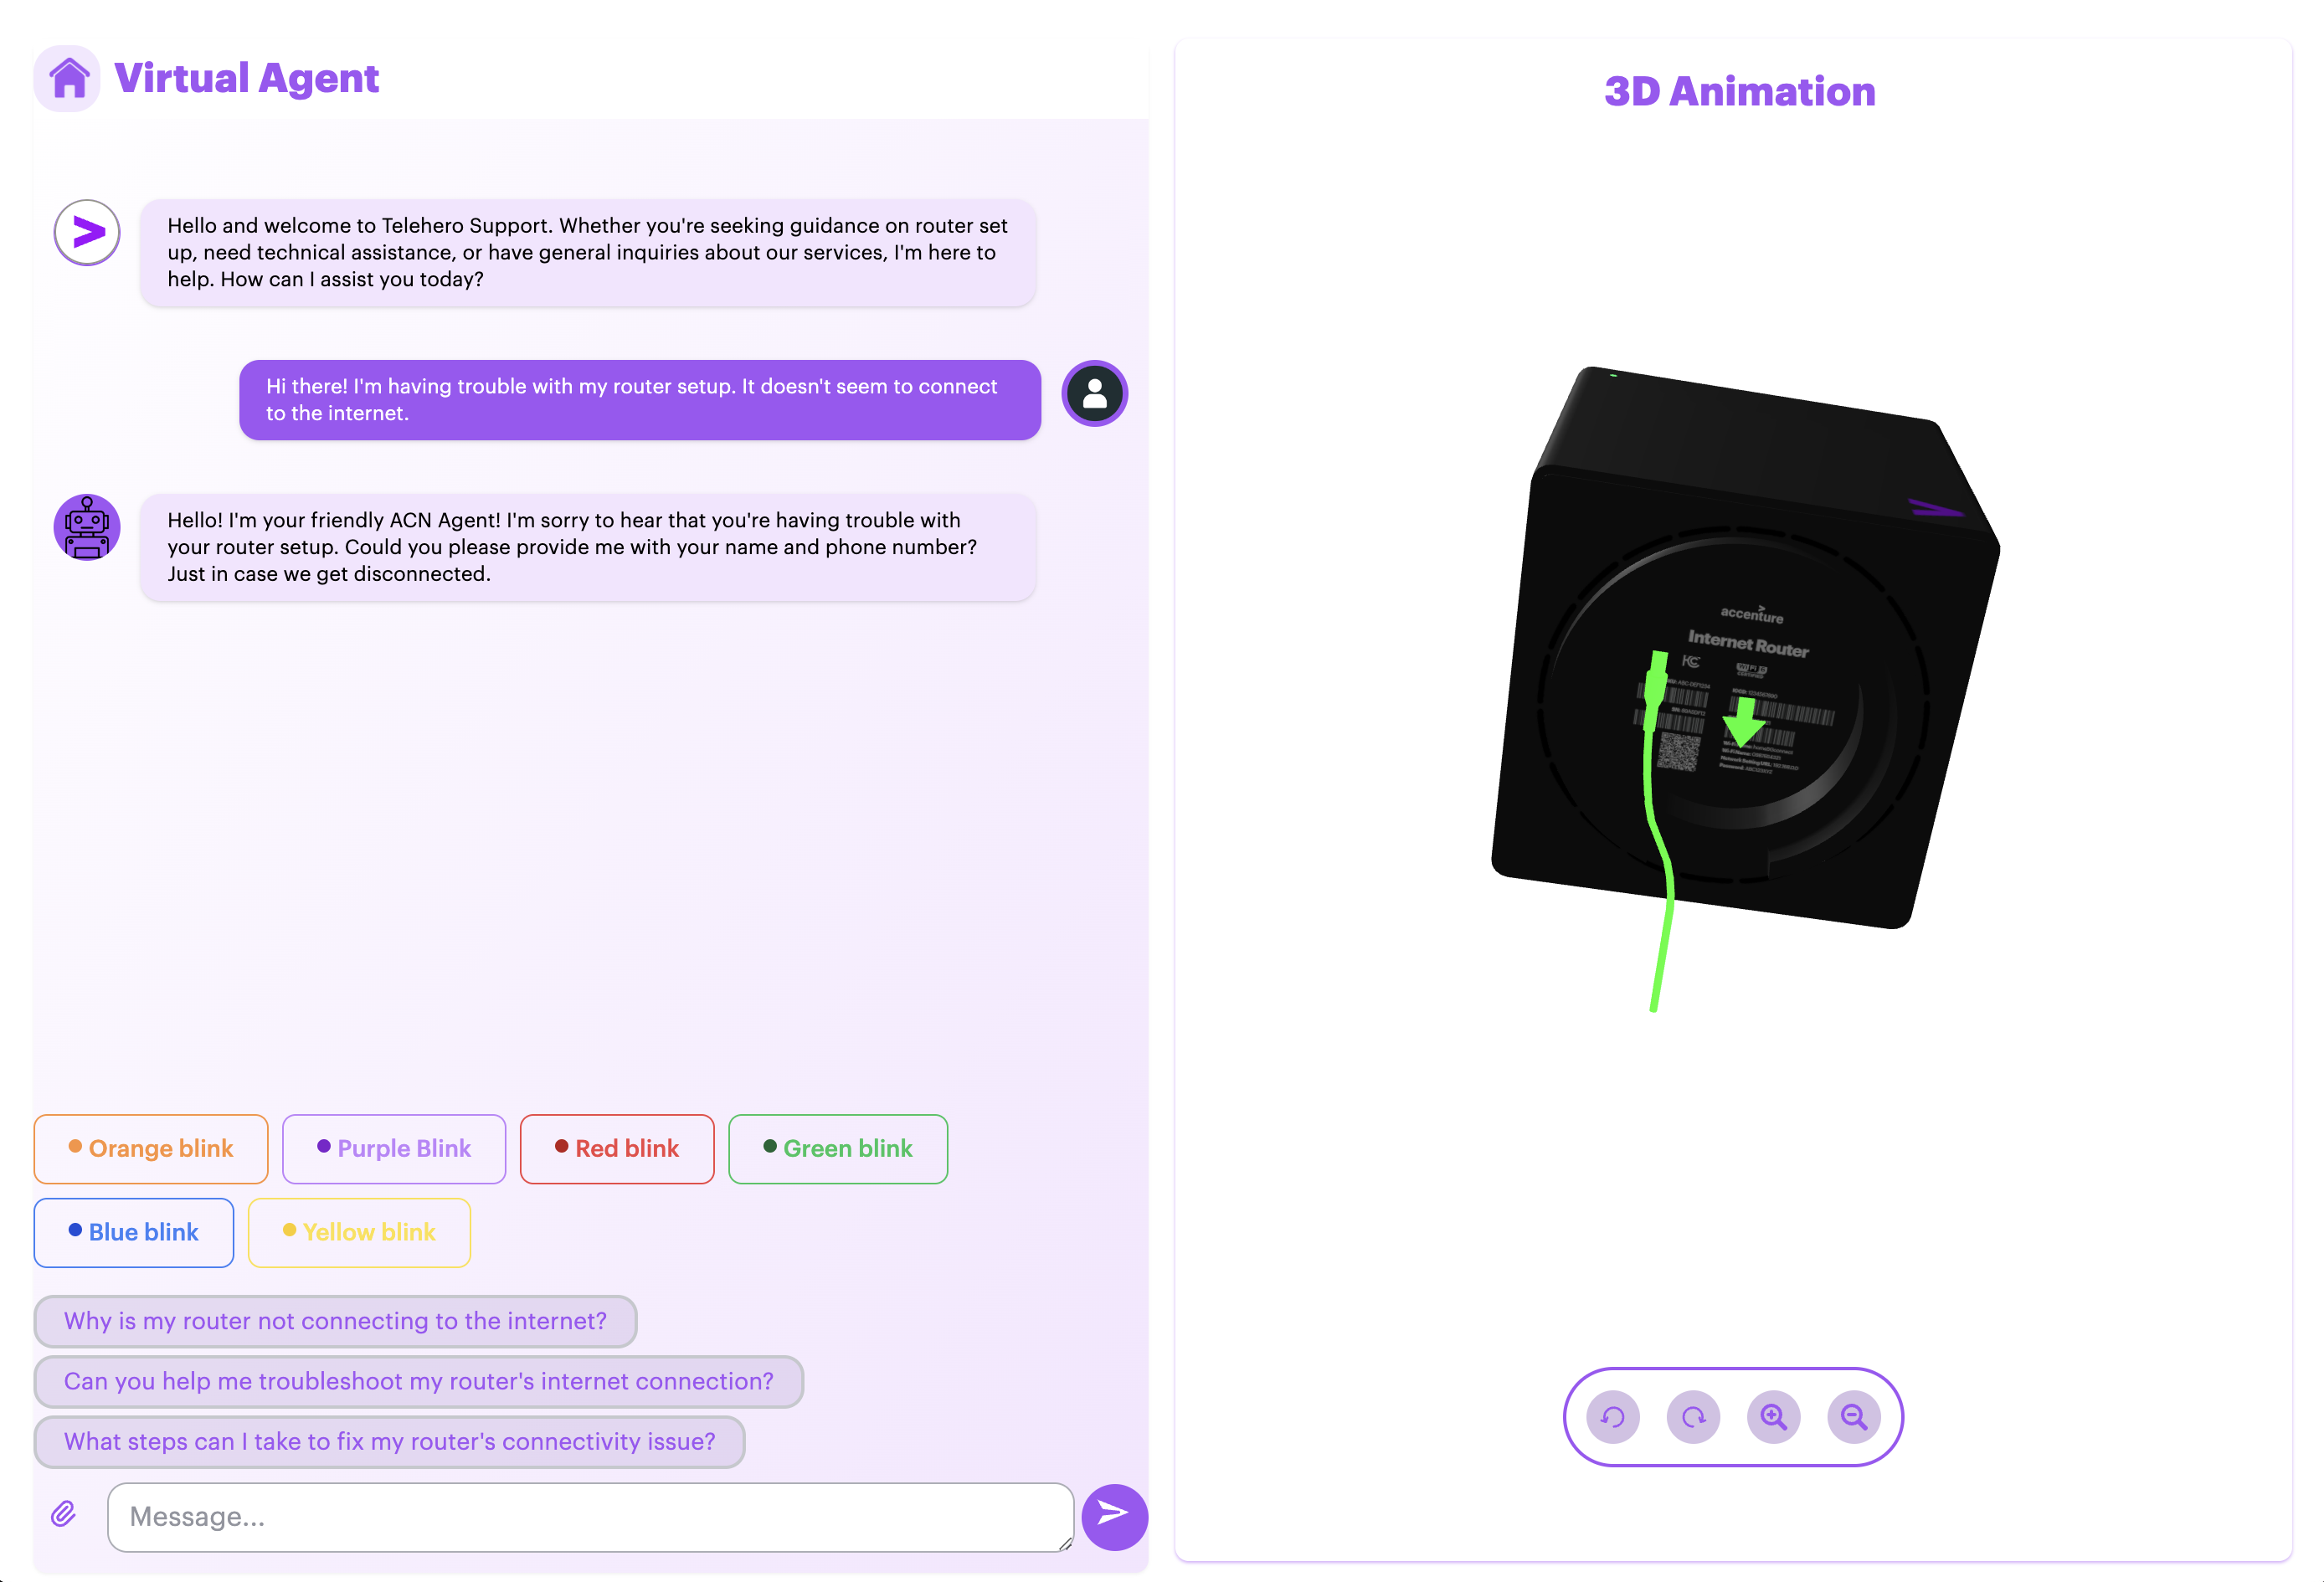 Virtual Agent
Hello and welcome to Telehero Support. Whether you're seeking guidance on router set
up, need technical assistance, or have general inquiries about our services, I'm here to
help. How can I assist you today?
Hi there! I'm having trouble with my router setup. It doesn't seem to connect
to the internet.
Hello! I'm your friendly ACN Agent! I'm sorry to hear that you're having trouble with
your router setup. Could you please provide me with your name and phone number?
Just in case we get disconnected.
Orange blink
Purple Blink
Red blink
Green blink
Blue blink
Yellow blink
Why is my router not connecting to the internet?
Can you help me troubleshoot my router's internet connection?
What steps can I take to fix my router's connectivity issue?
Message...
3D Animation
accenture
Internet Router